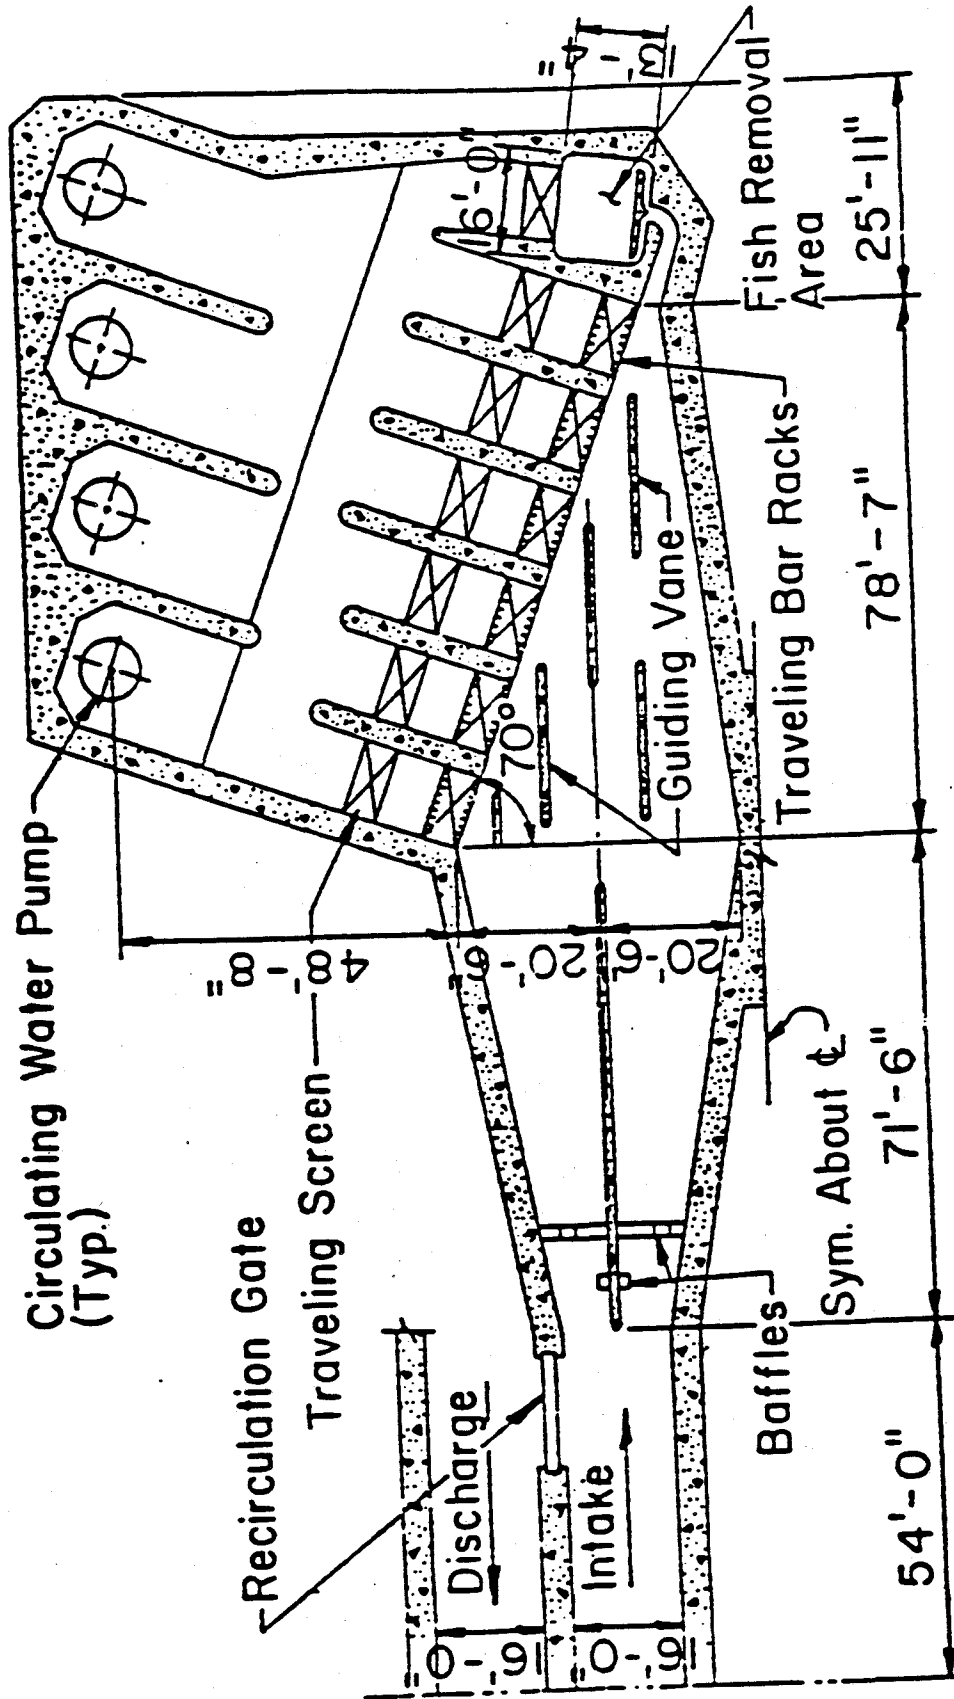 Circulating Water Pump
(Typ.)
Recirculation Gate
Traveling Screen
Discharge
Intake
16'-0"
16'-0"
48'-8"
20'-6"
20'-6"
70°
16'-0"
3'-4"
Fish Removal
Area
Guiding Vane
Traveling Bar Racks
Baffles
Sym. About ℄
54'-0"
71'-6"
78'-7"
25'-11"